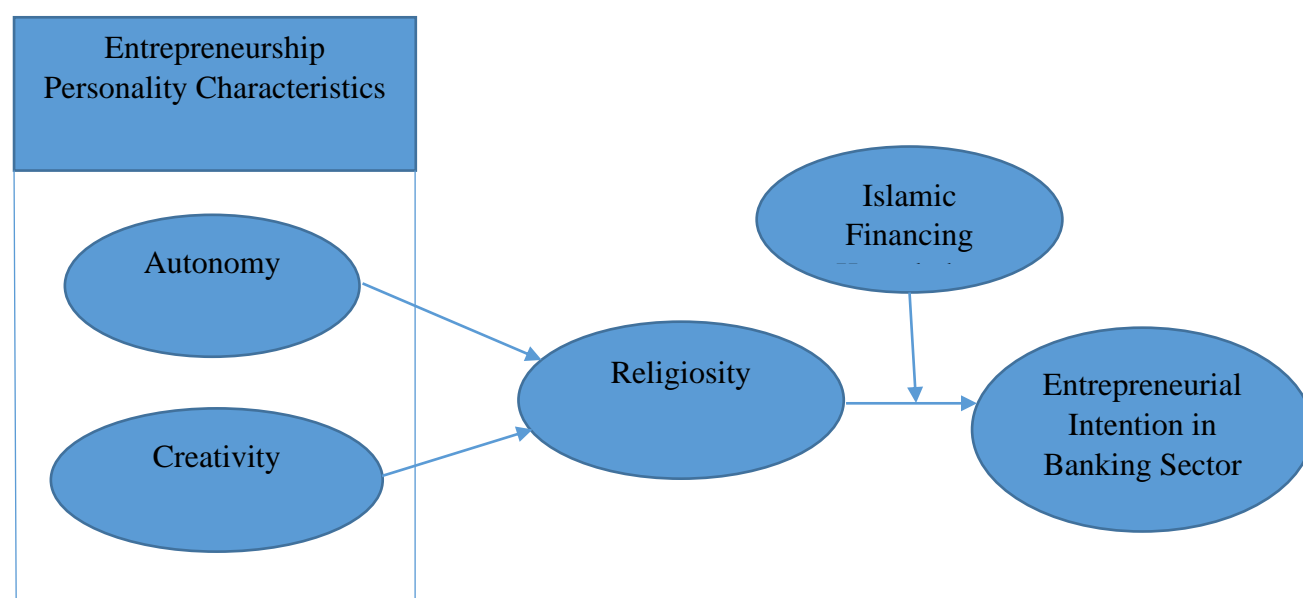 Entrepreneurship
Personality Characteristics
Autonomy
Creativity
Religiosity
Islamic
Financing
Entrepreneurial
Intention in
Banking Sector